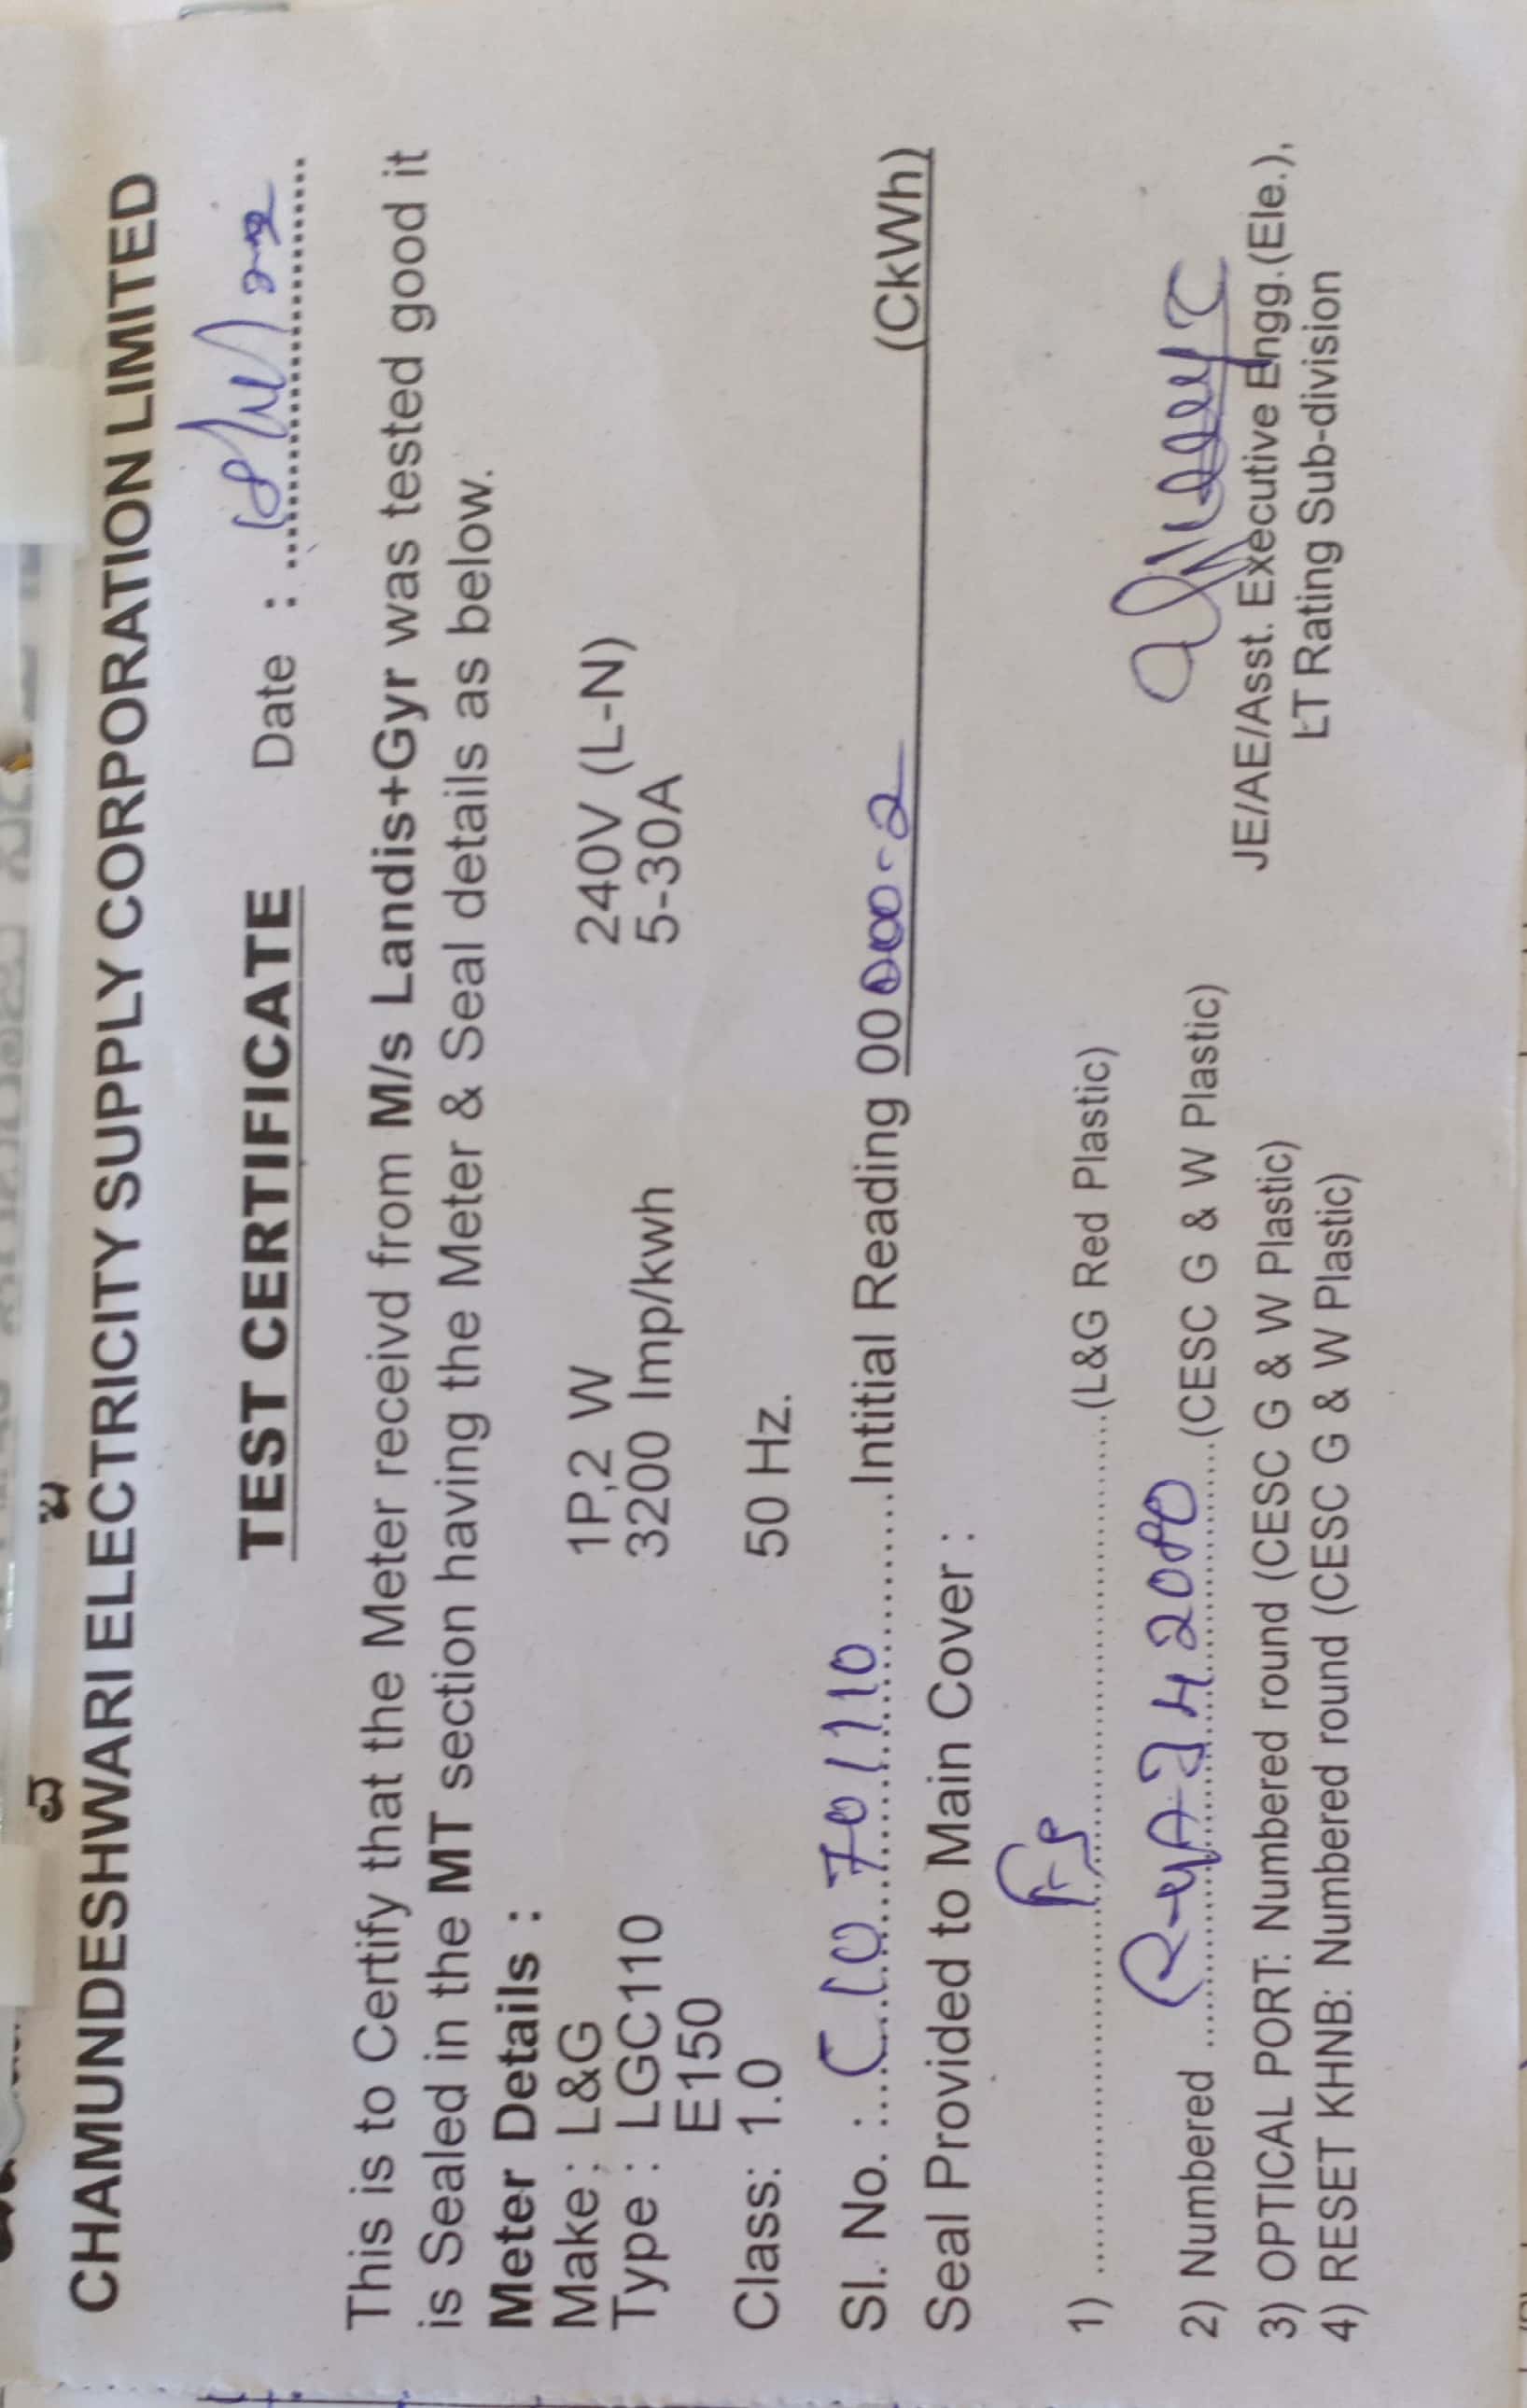 CHAMUNDESHWARI ELECTRICITY SUPPLY CORPORATION LIMITED
TEST CERTIFICATE Date :
This is to Certify that the Meter receivd from M/s Landis+Gyr was tested good it
is Sealed in the MT section having the Meter & Seal details as below.
Meter Details :
Make : L&G 1P,2 W 240V (L-N)
Type : LGC110 3200 Imp/kwh 5-30A
E150
Class: 1.0 50 Hz.
Sl. No. : Intitial Reading 00000-2 (CkWh)
Seal Provided to Main Cover :
1) (L&G Red Plastic)
2) Numbered (CESC G & W Plastic)
3) OPTICAL PORT: Numbered round (CESC G & W Plastic)
4) RESET KHNB: Numbered round (CESC G & W Plastic)
JE/AE/Asst. Executive Engg.(Ele.),
LT Rating Sub-division